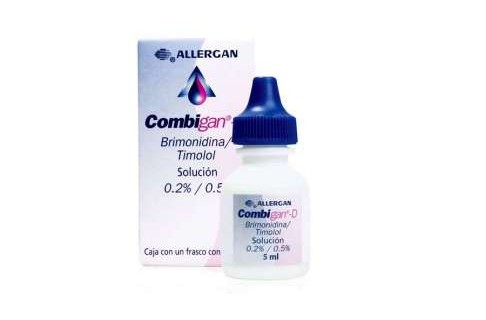 ALLERGAN
Combigan®
Brimonidina/
Timolol
Solución
0.2% / 0.5
Caja con un frasco con
ALLERGAN
Combigan®-D
Brimonidina/
Timolol
Solución
0.2% / 0.5%
5 ml